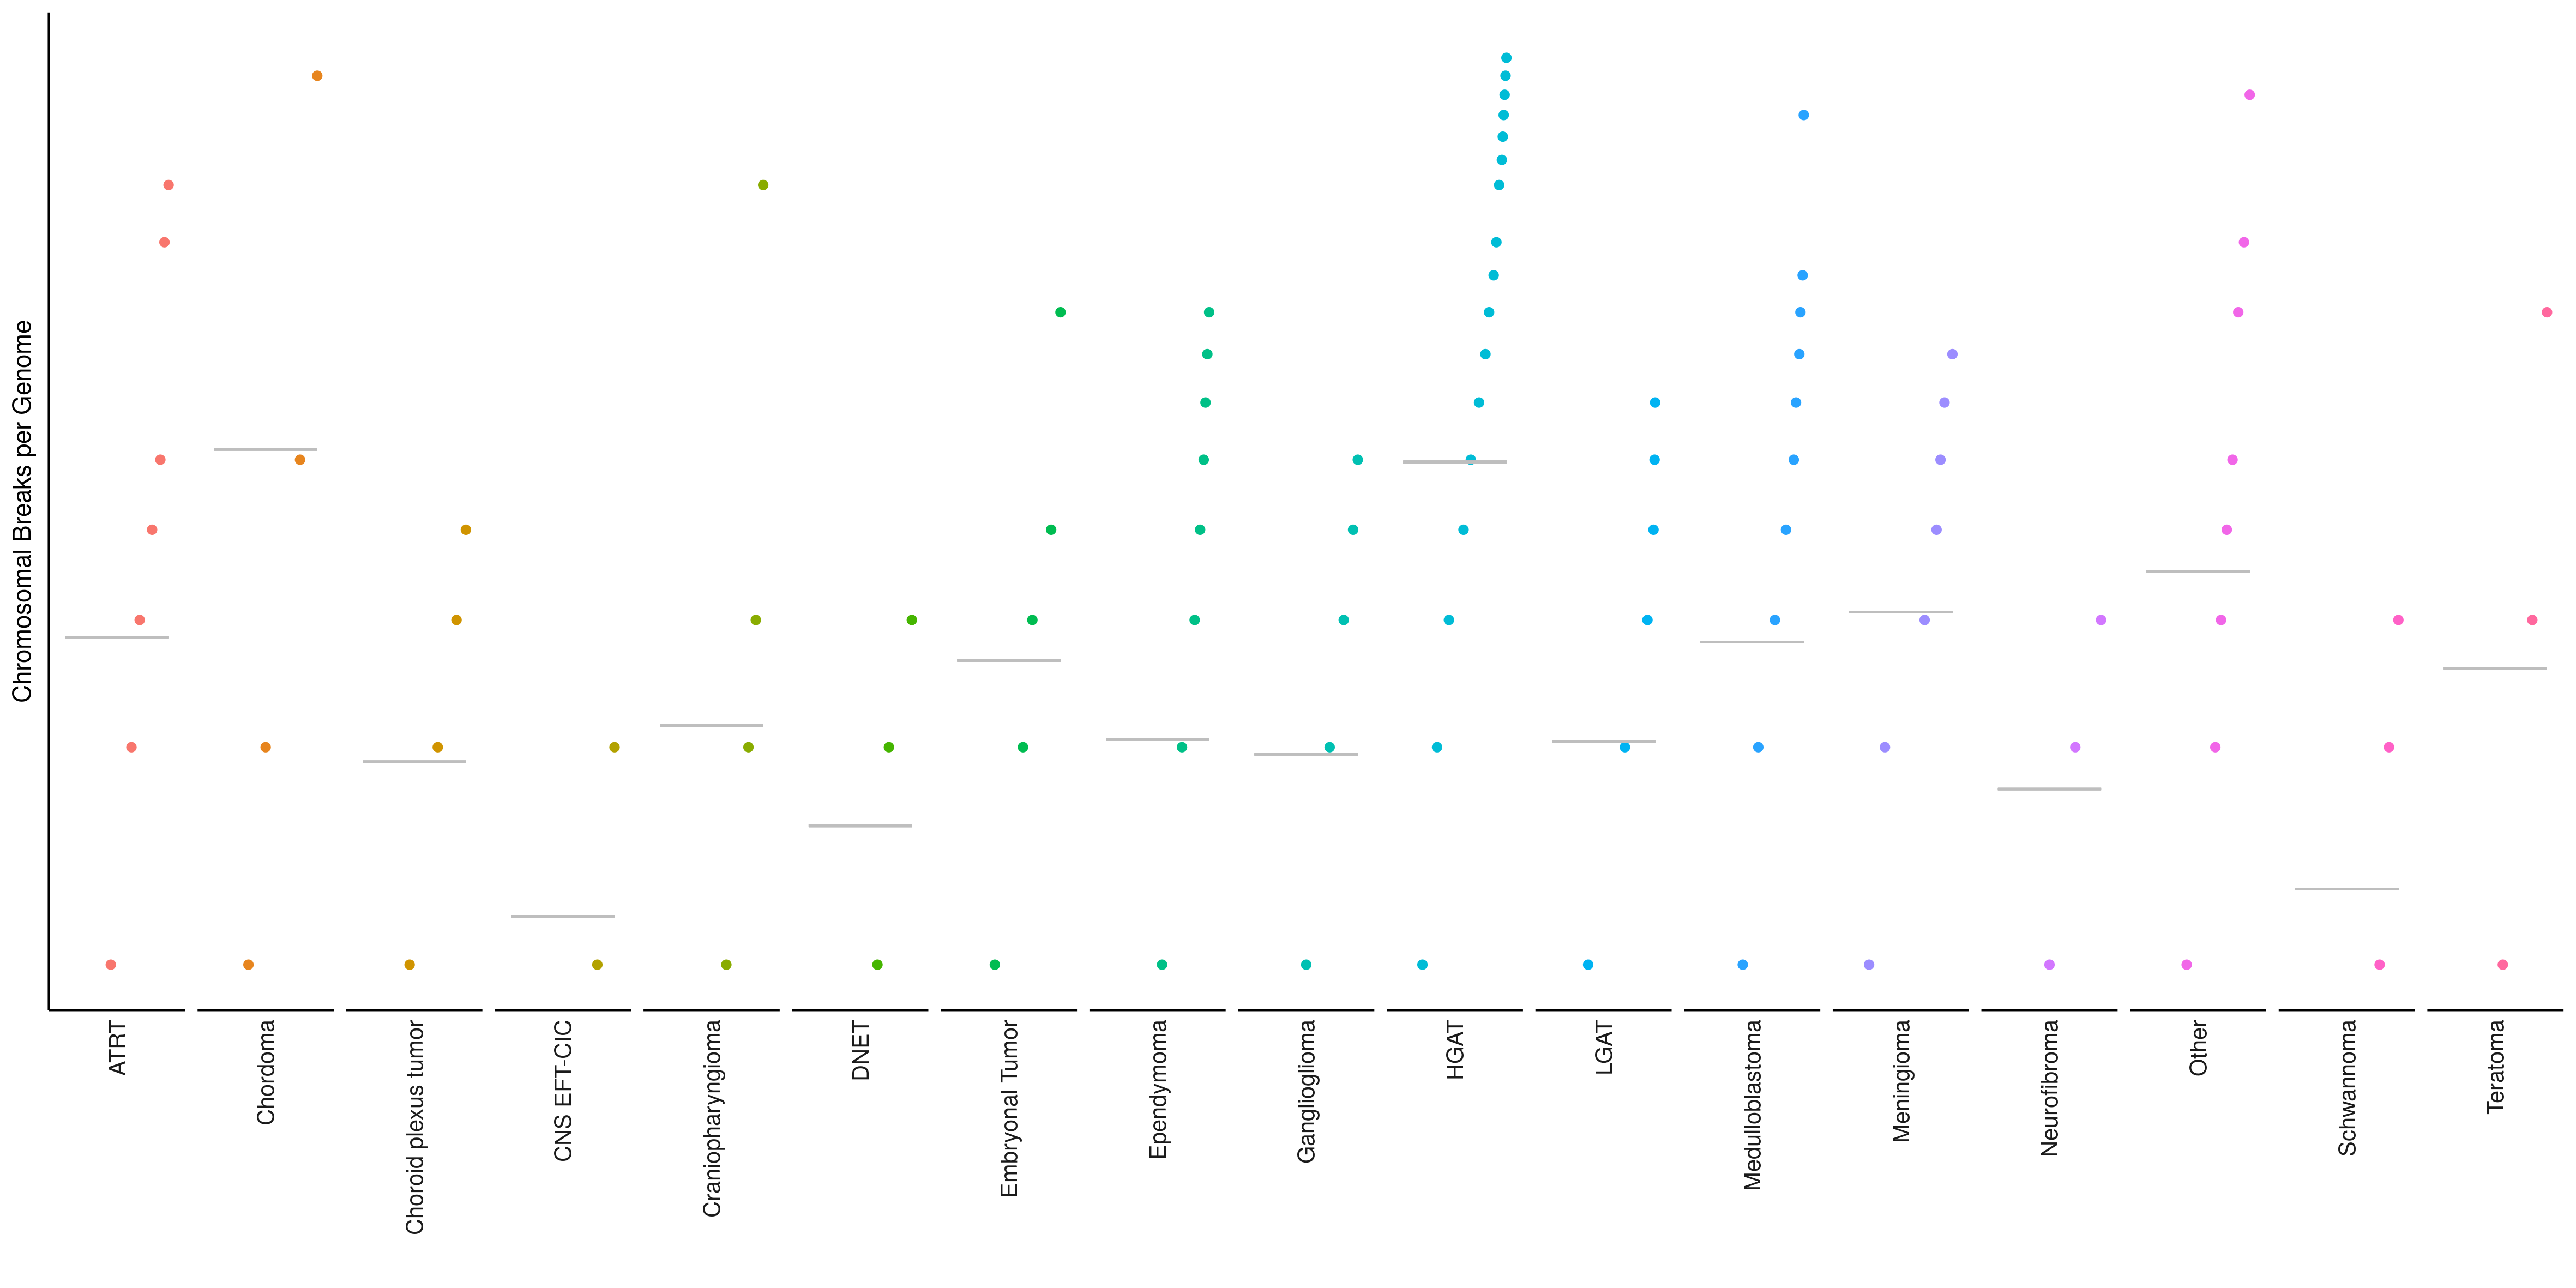 Chromosomal Breaks per Genome
ATRT
Chordoma
Choroid plexus tumor
CNS EFT-CIC
Craniopharyngioma
DNET
Embryonal Tumor
Ependymoma
Ganglioglioma
HGAT
LGAT
Medulloblastoma
Meningioma
Neurofibroma
Other
Schwannoma
Teratoma